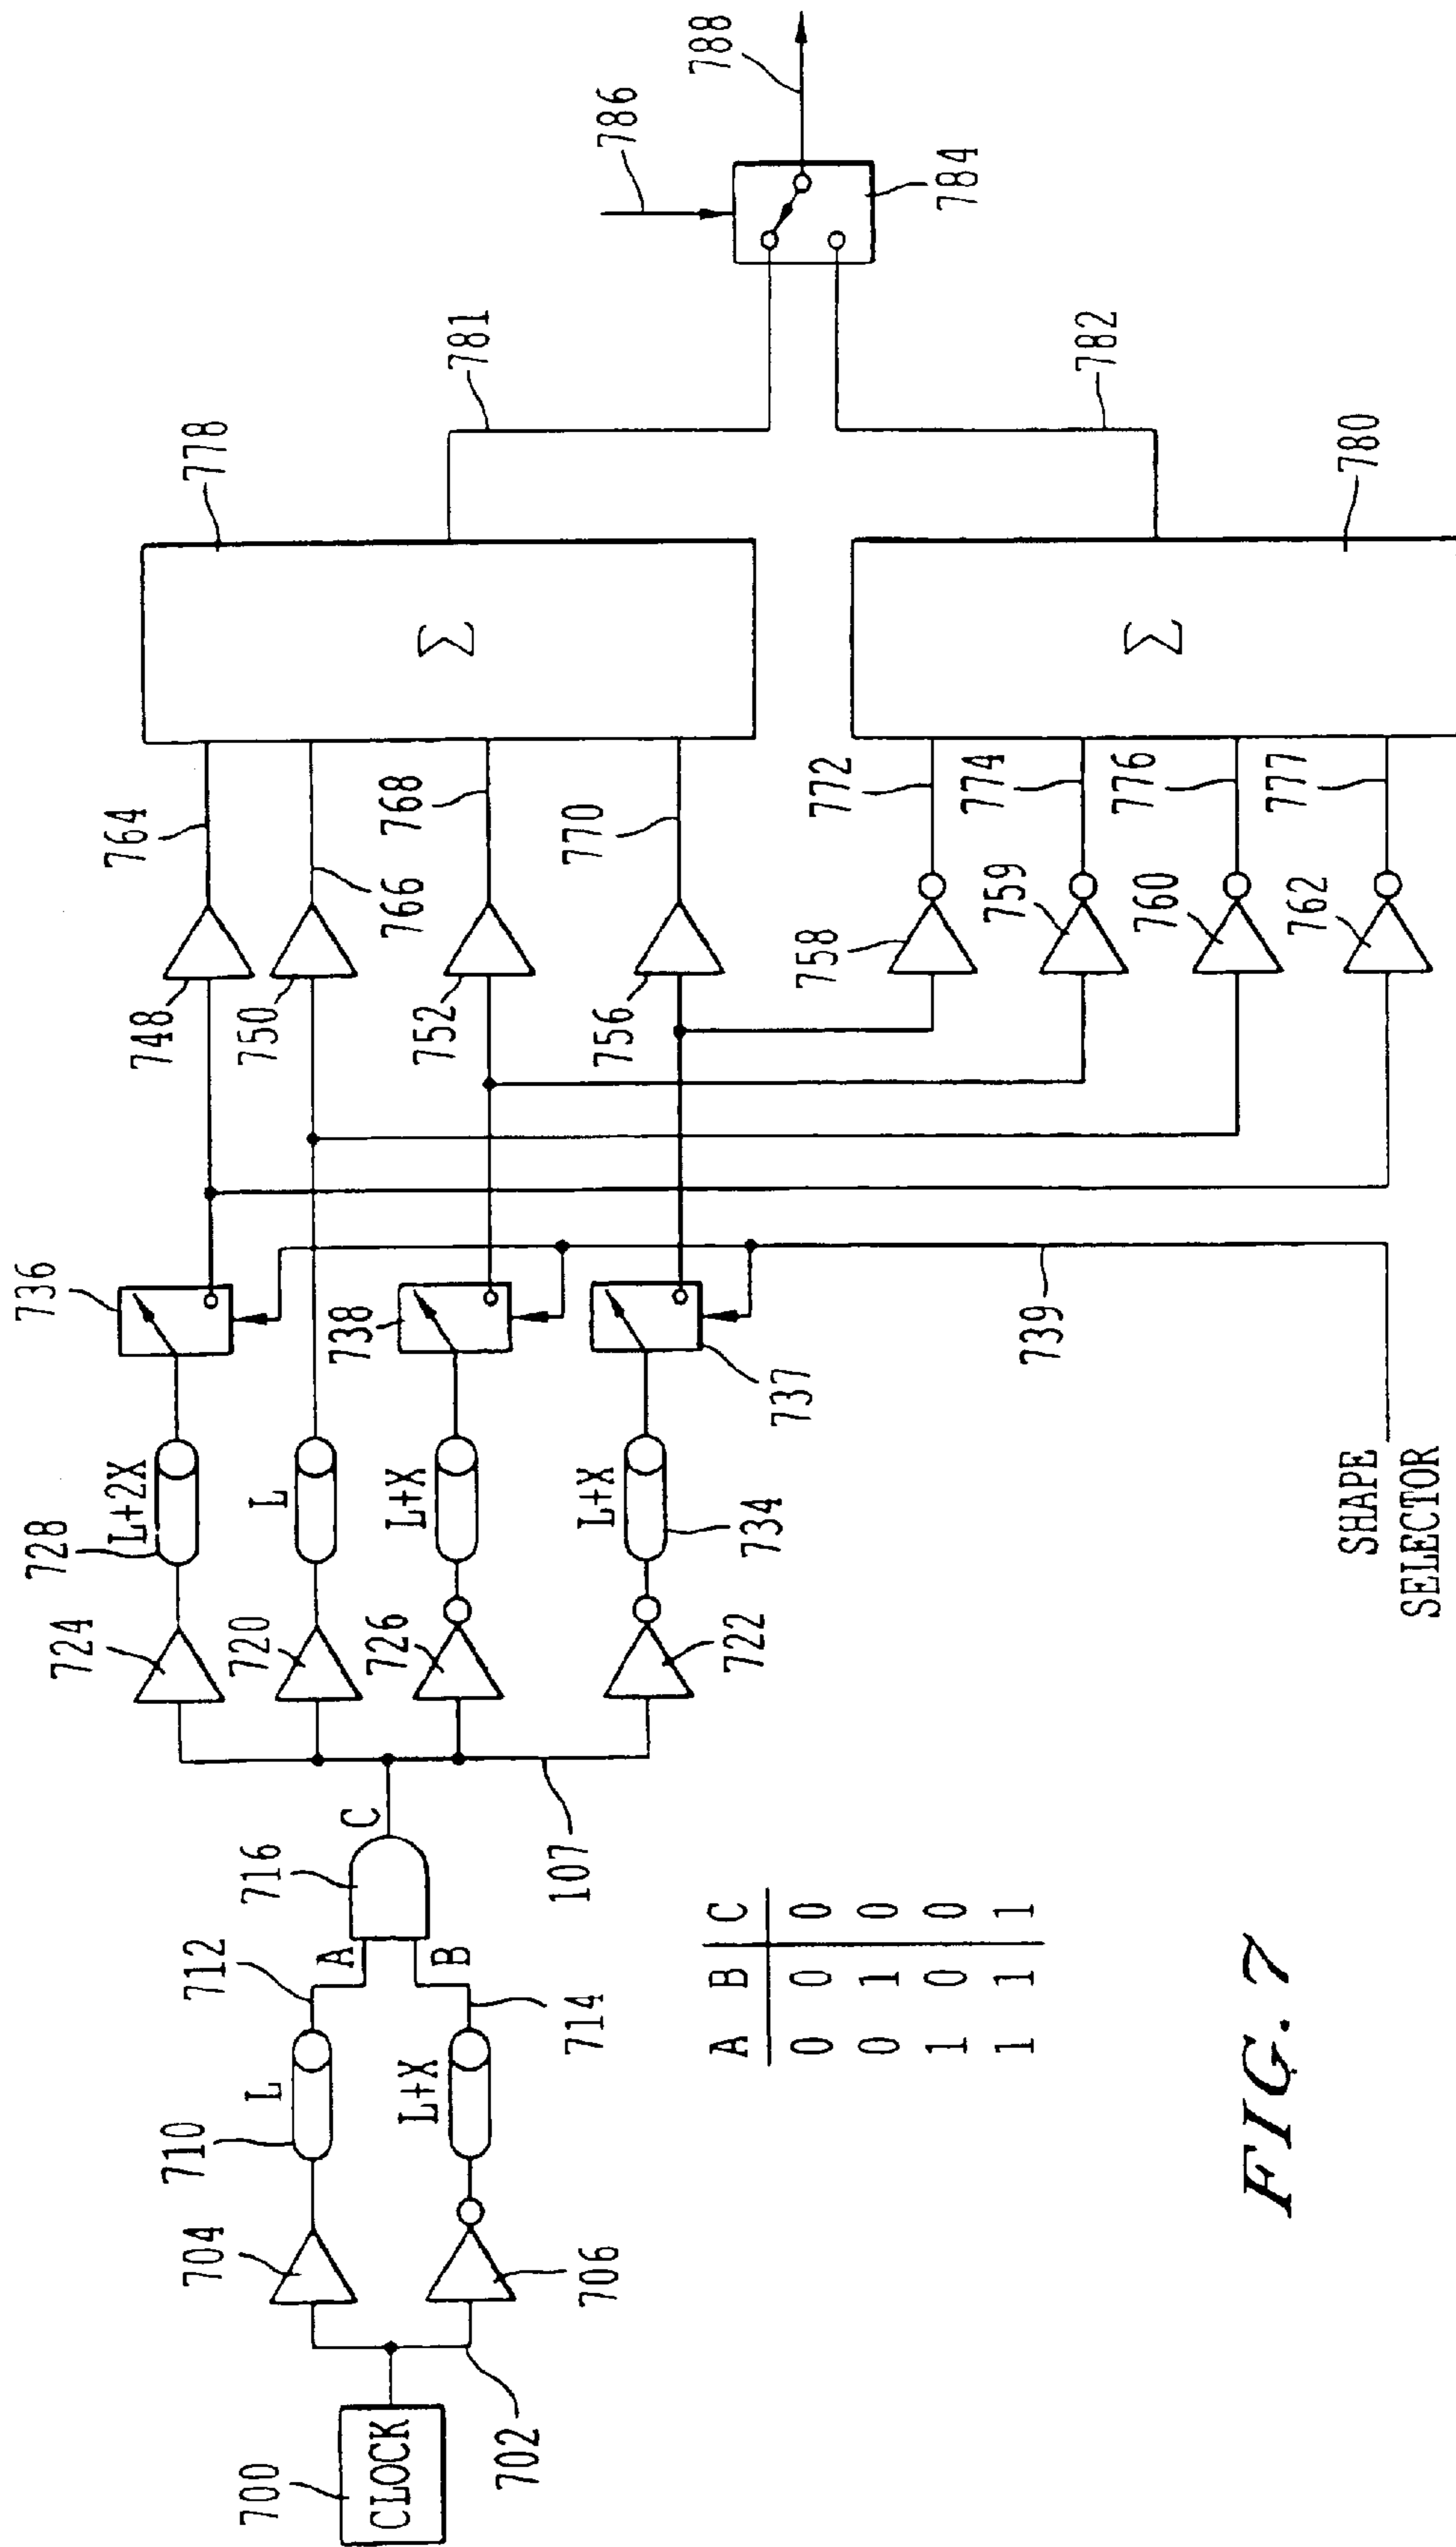 700
CLOCK
702
704
706
710
L
L+X
712
714
A
B
716
C
107
A B C
0 0 0
0 1 0
1 0 0
1 1 1
724
720
726
722
728
L+2X
L
L+X
L+X
734
736
738
737
739
SHAPE
SELECTOR
748
750
752
756
758
759
760
762
764
766
768
770
772
774
776
777
778
Σ
Σ
780
781
782
784
786
788
FIG. 7